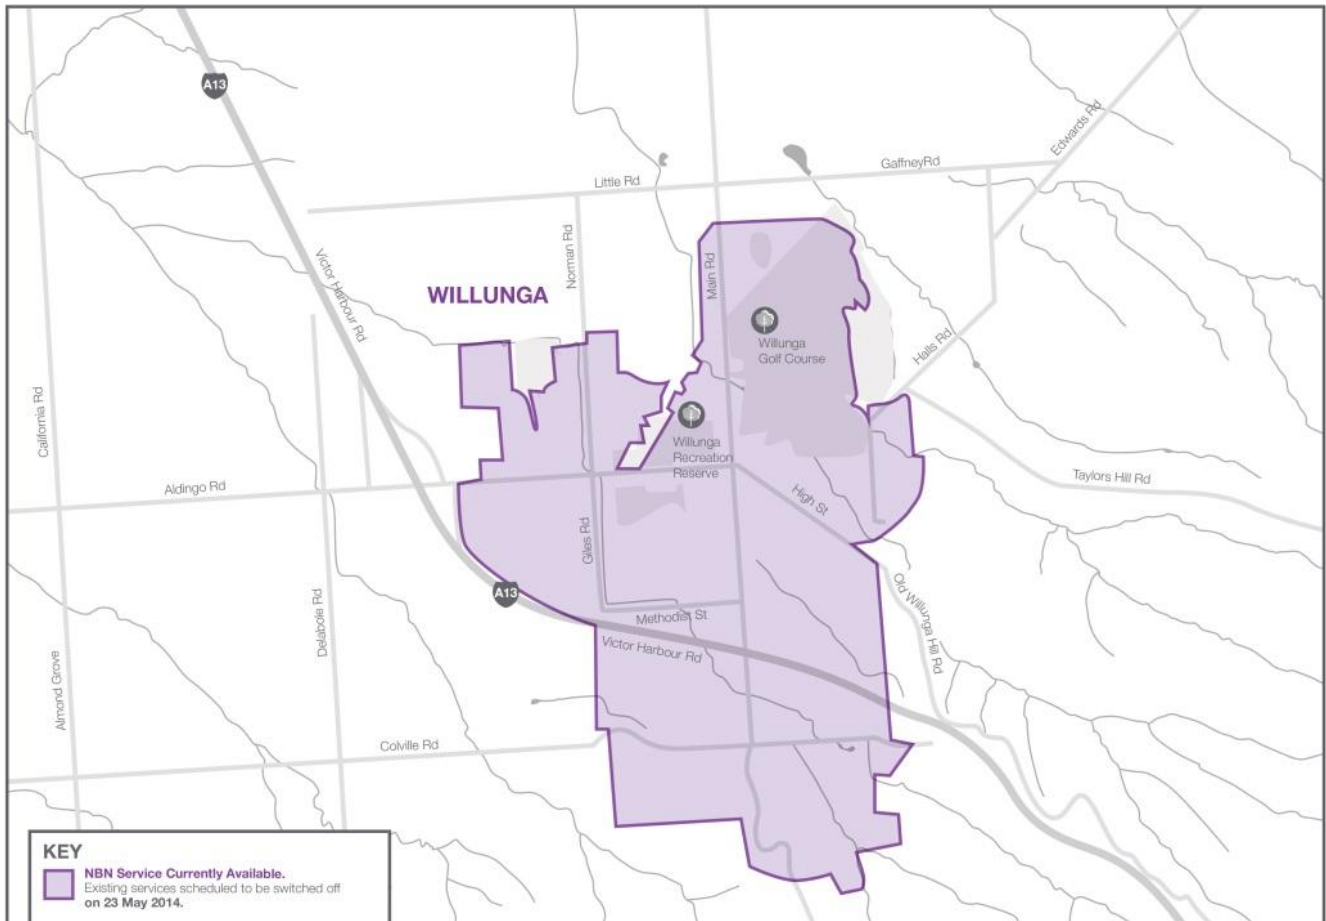 A13
Edwards Rd
GaffneyRd
Little Rd
Norman Rd
Main Rd
Victor Harbour Rd
WILLUNGA
Willunga
Golf Course
Halls Rd
California Rd
Willunga
Recreation
Reserve
Taylors Hill Rd
Aldingo Rd
High St
Giles Rd
A13
Old Willunga Hill Rd
Delabole Rd
Methodist St
Victor Harbour Rd
Almond Grove
Colville Rd
KEY
NBN Service Currently Available.
Existing services scheduled to be switched off
on 23 May 2014.